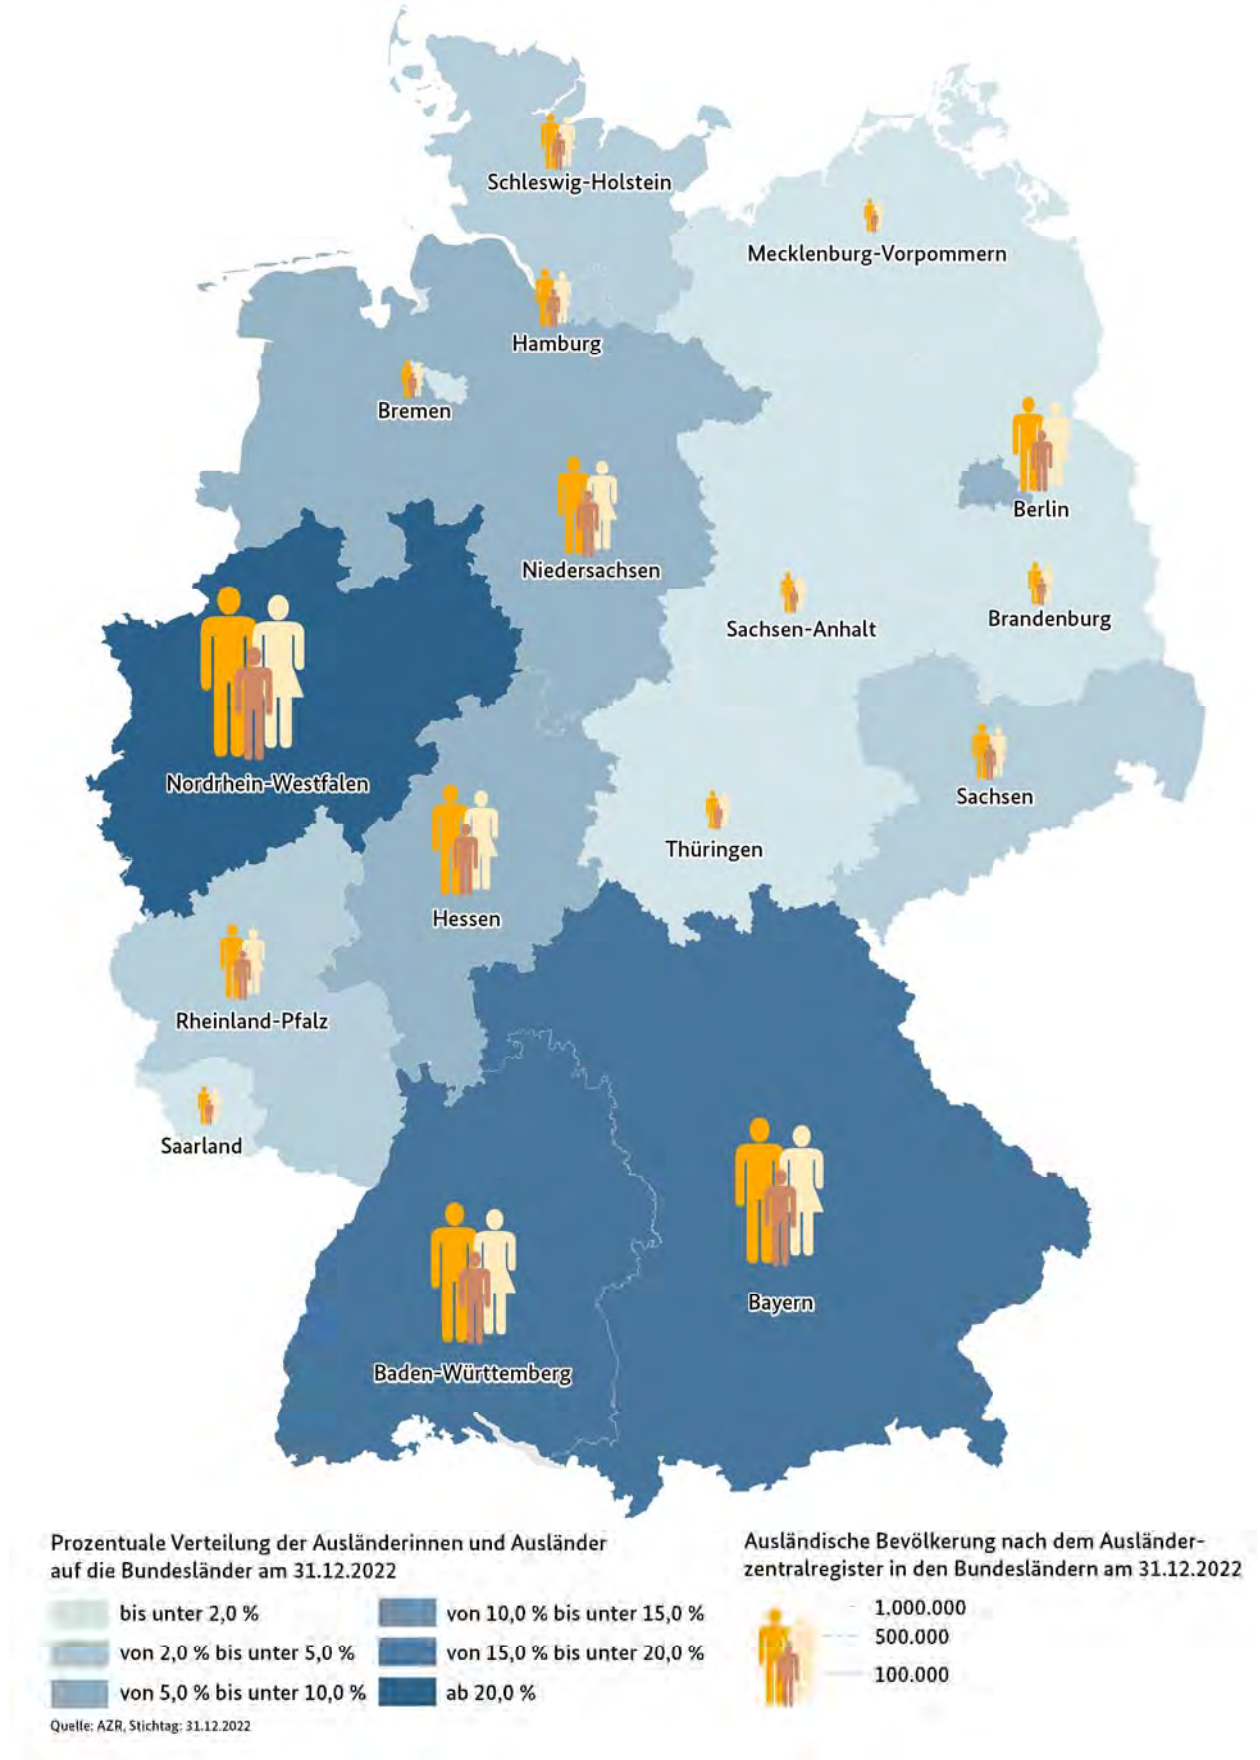 Schleswig-Holstein
Mecklenburg-Vorpommern
Hamburg
Bremen
Berlin
Niedersachsen
Brandenburg
Sachsen-Anhalt
Nordrhein-Westfalen
Sachsen
Thüringen
Hessen
Rheinland-Pfalz
Saarland
Bayern
Baden-Württemberg
Prozentuale Verteilung der Ausländerinnen und Ausländer
auf die Bundesländer am 31.12.2022
bis unter 2,0 %
von 2,0 % bis unter 5,0 %
von 5,0 % bis unter 10,0 %
von 10,0 % bis unter 15,0 %
von 15,0 % bis unter 20,0 %
ab 20,0 %
Quelle: AZR, Stichtag: 31.12.2022
Ausländische Bevölkerung nach dem Ausländer-
zentralregister in den Bundesländern am 31.12.2022
1.000.000
500.000
100.000